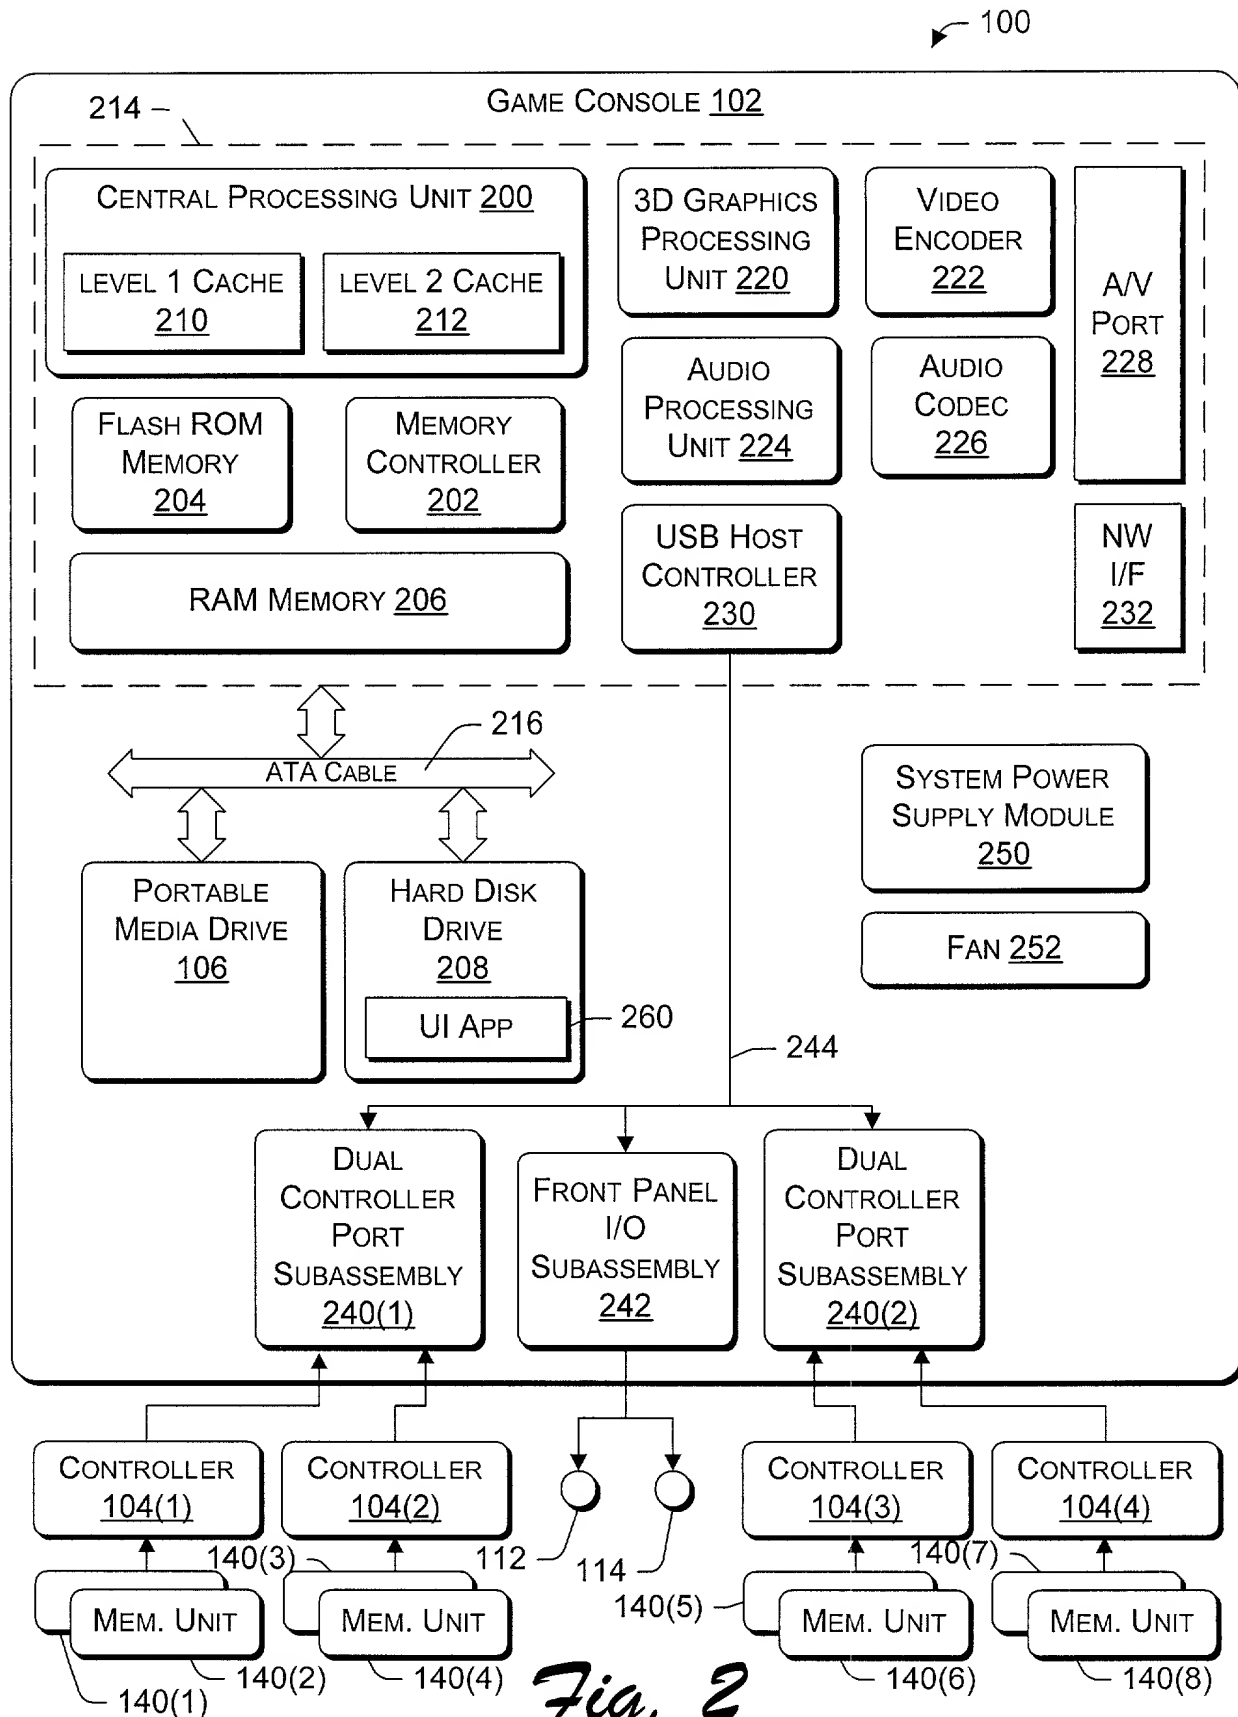 100
GAME CONSOLE 102
214
CENTRAL PROCESSING UNIT 200
LEVEL 1 CACHE
210
LEVEL 2 CACHE
212
3D GRAPHICS
PROCESSING
UNIT 220
VIDEO
ENCODER
222
A/V
PORT
228
FLASH ROM
MEMORY
204
MEMORY
CONTROLLER
202
AUDIO
PROCESSING
UNIT 224
AUDIO
CODEC
226
RAM MEMORY 206
USB HOST
CONTROLLER
230
NW
I/F
232
216
ATA CABLE
SYSTEM POWER
SUPPLY MODULE
250
PORTABLE
MEDIA DRIVE
106
HARD DISK
DRIVE
208
UI APP
260
FAN 252
244
DUAL
CONTROLLER
PORT
SUBASSEMBLY
240(1)
FRONT PANEL
I/O
SUBASSEMBLY
242
DUAL
CONTROLLER
PORT
SUBASSEMBLY
240(2)
CONTROLLER
104(1)
CONTROLLER
104(2)
CONTROLLER
104(3)
CONTROLLER
104(4)
140(3)
112
114
140(5)
140(7)
MEM. UNIT
MEM. UNIT
MEM. UNIT
MEM. UNIT
140(1)
140(2)
140(4)
140(6)
140(8)
Fig. 2